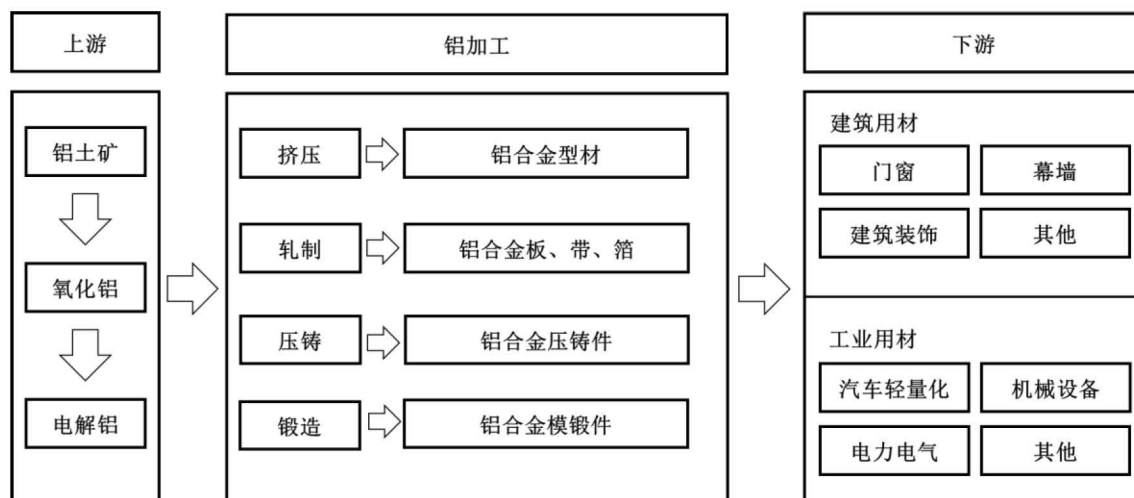 上游
铝加工
下游
铝土矿
氧化铝
电解铝
挤压
铝合金型材
轧制
铝合金板、带、箔
压铸
铝合金压铸件
锻造
铝合金模锻件
建筑用材
门窗
幕墙
建筑装饰
其他
工业用材
汽车轻量化
机械设备
电力电气
其他